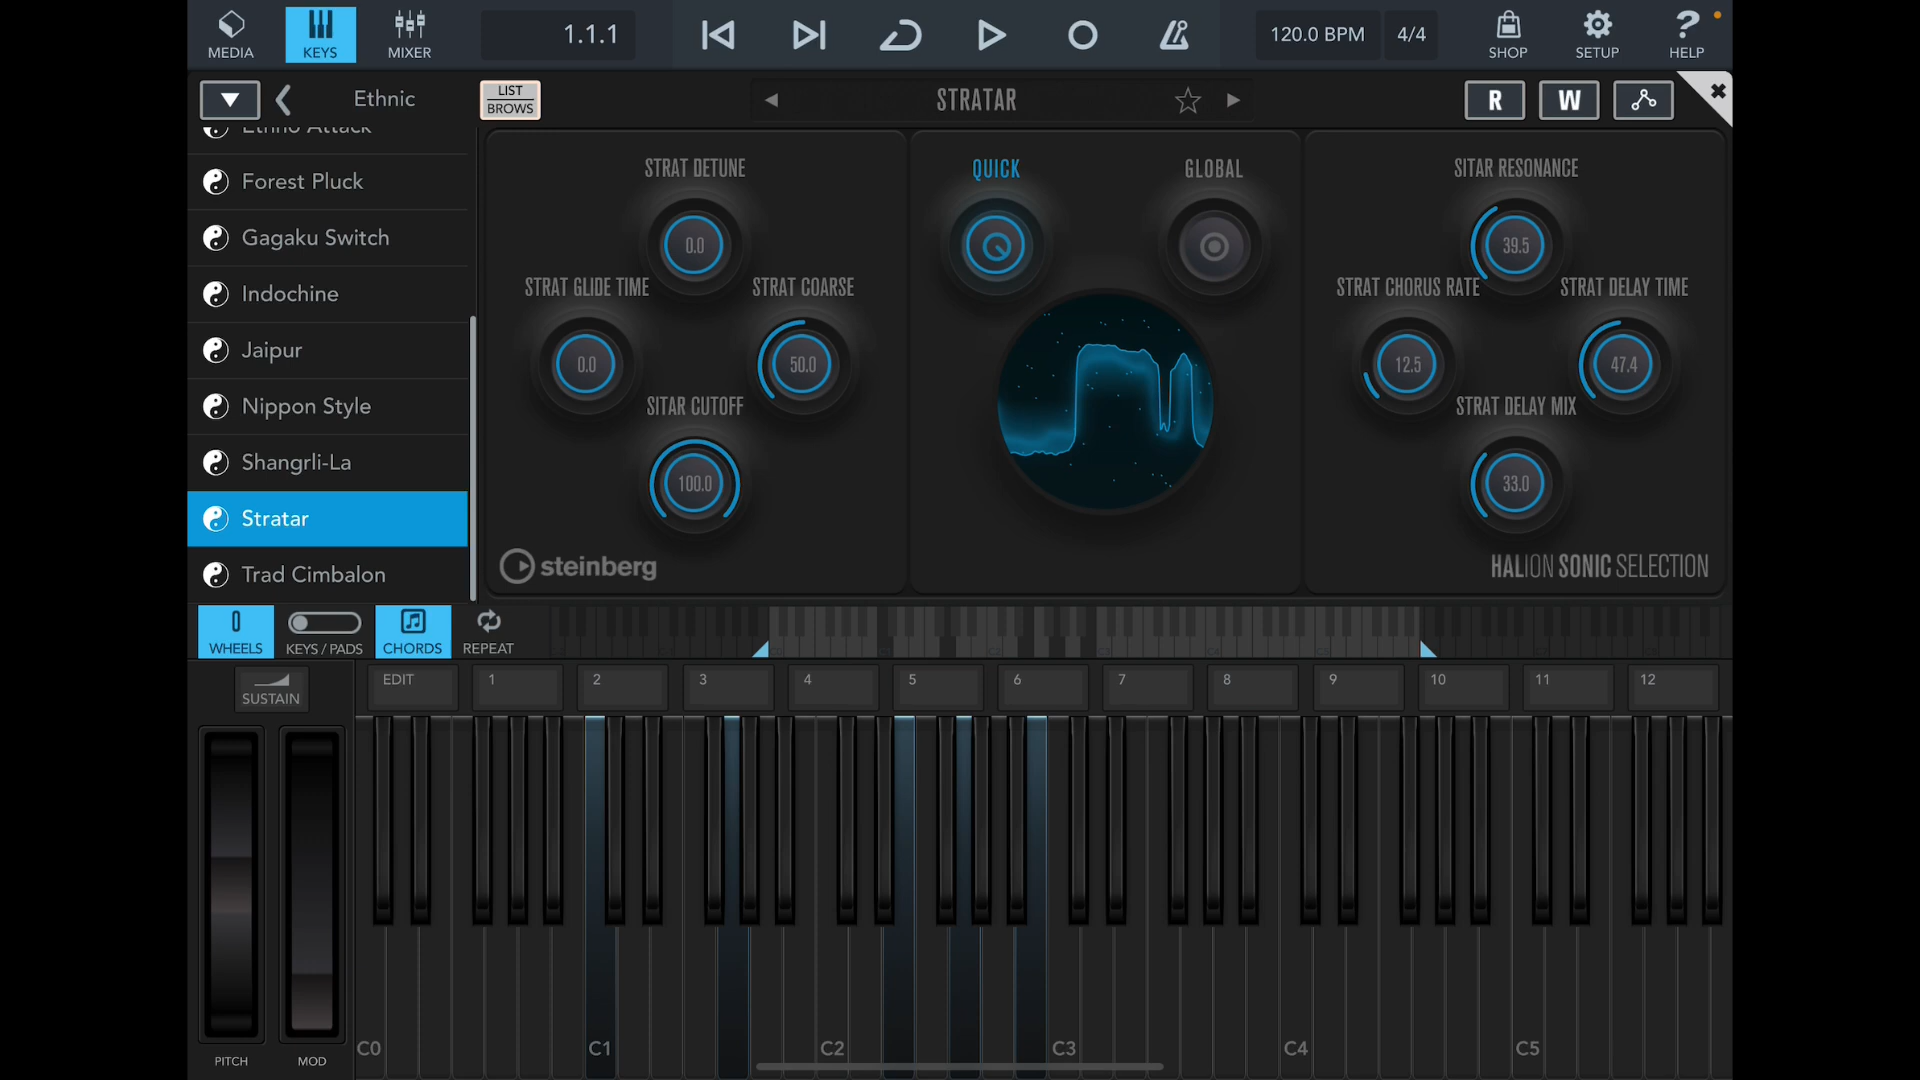 MEDIA
KEYS
MIXER
1.1.1
120.0 BPM
4/4
SHOP
SETUP
? HELP
Ethnic
LIST
BROWS
STRATAR
R
W
Ethno Attack
Forest Pluck
Gagaku Switch
Indochine
Jaipur
Nippon Style
Shangrli-La
Stratar
Trad Cimbalon
STRAT DETUNE
0.0
STRAT GLIDE TIME
0.0
STRAT COARSE
50.0
SITAR CUTOFF
100.0
steinberg
QUICK
GLOBAL
SITAR RESONANCE
39.5
STRAT CHORUS RATE
12.5
STRAT DELAY TIME
47.4
STRAT DELAY MIX
33.0
HALION SONIC SELECTION
WHEELS
KEYS / PADS
CHORDS
REPEAT
SUSTAIN
EDIT
1
2
3
4
5
6
7
8
9
10
11
12
C0
C1
C2
C3
C4
C5
PITCH
MOD